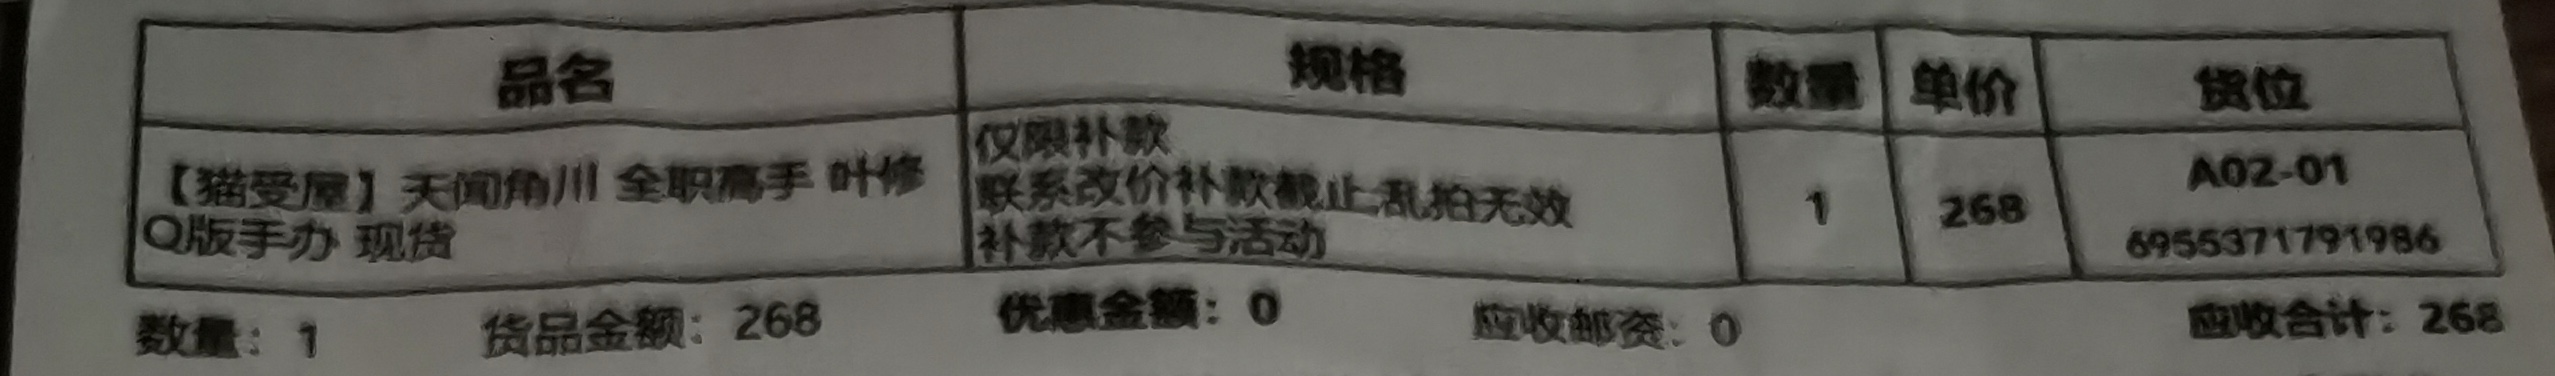 品名 规格 数量 单价 货位
【猫受屋】天闻角川 全职高手 叶修
Q版手办 现货
仅限补款
联系改价补款截止乱拍无效
补款不参与活动
1
268
A02-01
6955371791986
数量：1 货品金额：268 优惠金额：0 应收邮资：0 应收合计：268